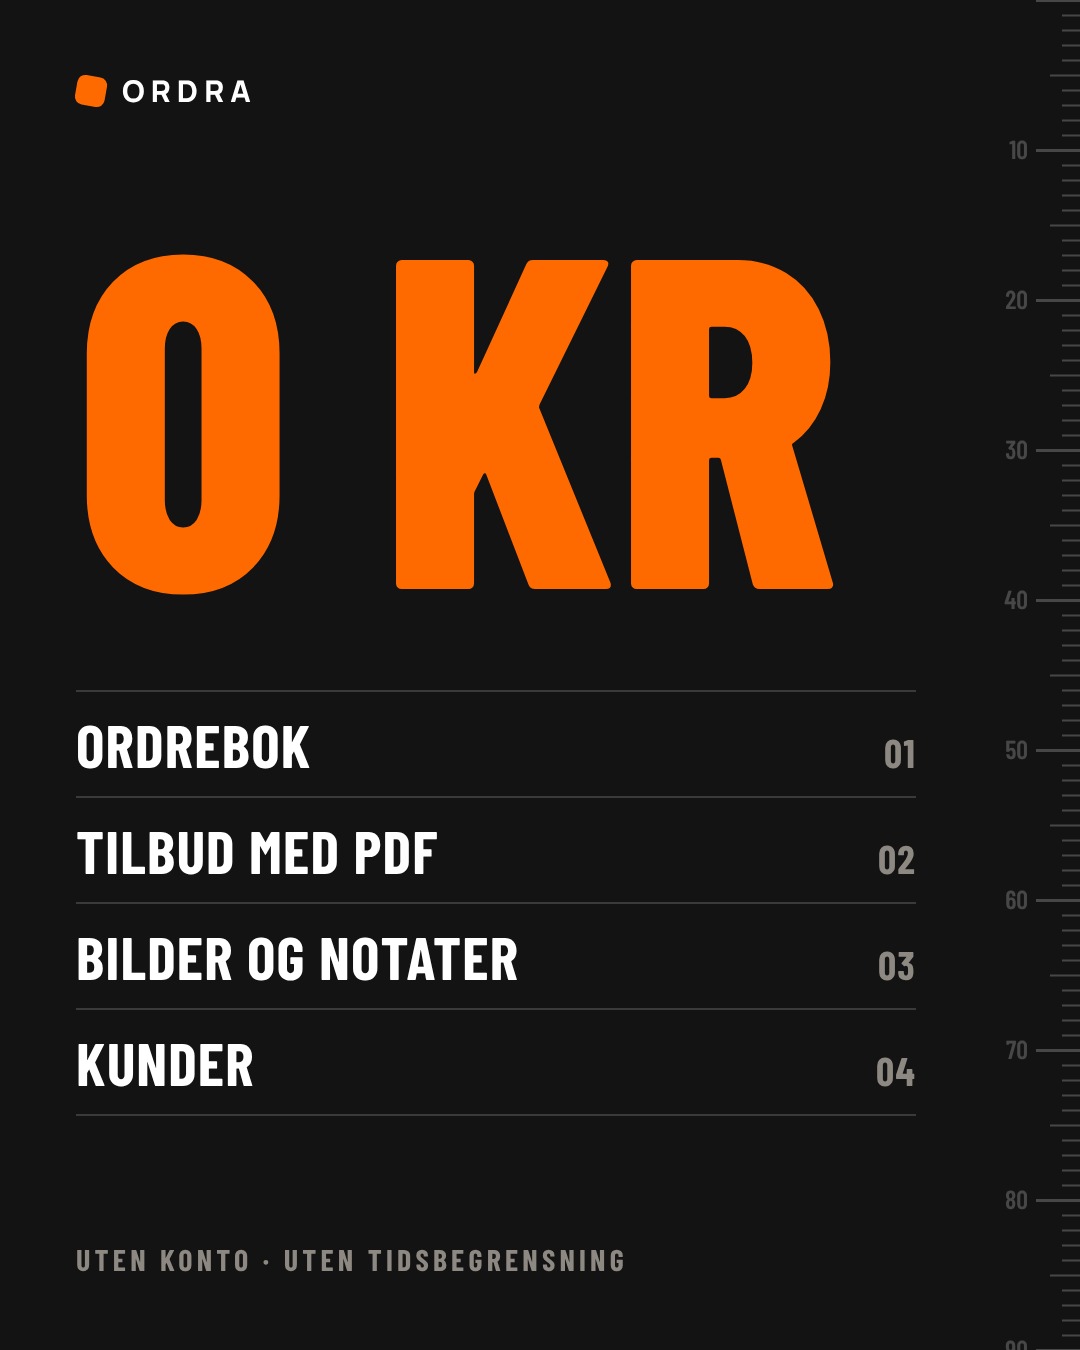 ORDRA
0 KR
ORDREBOK 01
TILBUD MED PDF 02
BILDER OG NOTATER 03
KUNDER 04
UTEN KONTO · UTEN TIDSBEGRENSNING
10
20
30
40
50
60
70
80
90